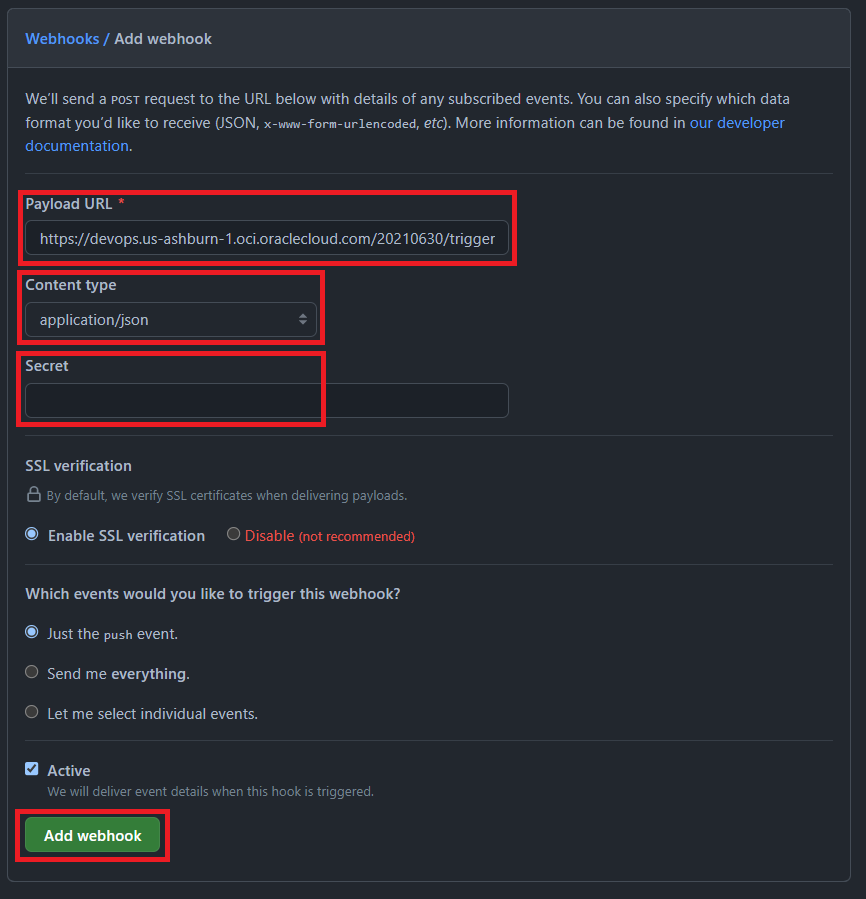 Webhooks / Add webhook
We’ll send a POST request to the URL below with details of any subscribed events. You can also specify which data
format you’d like to receive (JSON, x-www-form-urlencoded, etc). More information can be found in our developer
documentation.
Payload URL *
https://devops.us-ashburn-1.oci.oraclecloud.com/20210630/trigger
Content type
application/json
Secret
SSL verification
By default, we verify SSL certificates when delivering payloads.
Enable SSL verification Disable (not recommended)
Which events would you like to trigger this webhook?
Just the push event.
Send me everything.
Let me select individual events.
Active
We will deliver event details when this hook is triggered.
Add webhook